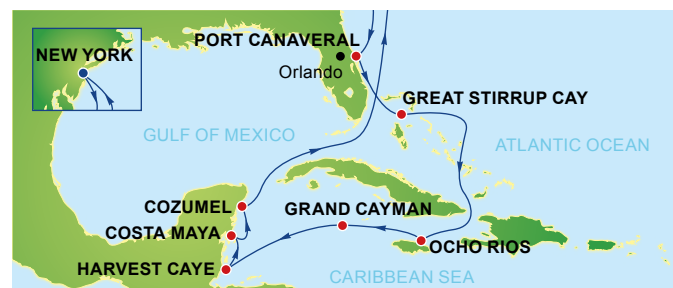 PORT CANAVERAL
NEW YORK
Orlando
GREAT STIRRUP CAY
GULF OF MEXICO
ATLANTIC OCEAN
COZUMEL
GRAND CAYMAN
COSTA MAYA
OCHO RIOS
HARVEST CAYE
CARIBBEAN SEA